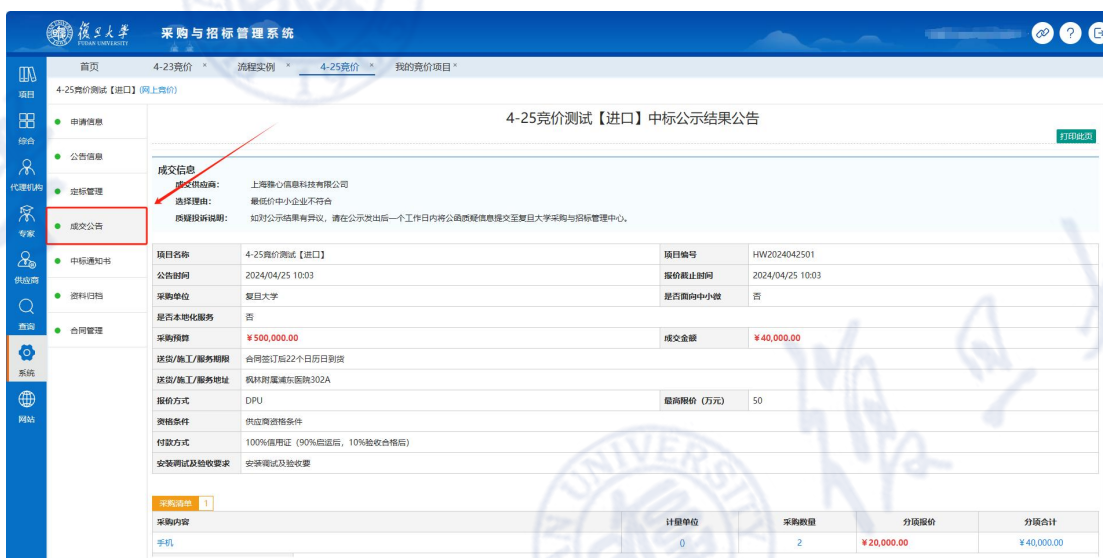 復旦大學 采购与招标管理系统
FUDAN UNIVERSITY
首页 4-23竞价 × 流程实例 × 4-25竞价 × 我的竞价项目 ×
4-25竞价测试【进口】(网上竞价)
项目
综合
代理机构
专家
供应商
查询
系统
网站
申请信息
公告信息
定标管理
成交公告
中标通知书
资料归档
合同管理
4-25竞价测试【进口】中标公示结果公告
打印此页
成交信息
成交供应商: 上海雅心信息科技有限公司
选择理由: 最低价中小企业不符合
质疑投诉说明: 如对公示结果有异议，请在公示发出后一个工作日内将公函质疑信息提交至复旦大学采购与招标管理中心。
项目名称 4-25竞价测试【进口】 项目编号 HW2024042501
公告时间 2024/04/25 10:03 报价截止时间 2024/04/25 10:03
采购单位 复旦大学 是否面向中小微 否
是否本地化服务 否
采购预算 ￥500,000.00 成交金额 ￥40,000.00
送货/施工/服务期限 合同签订后22个日历日到货
送货/施工/服务地址 枫林附属浦东医院302A
报价方式 DPU 最高限价（万元） 50
资格条件 供应商资格条件
付款方式 100%信用证（90%启运后，10%验收合格后）
安装调试及验收要求 安装调试及验收要
采购清单 1
采购内容 计量单位 采购数量 分项报价 分项合计
手机 () 2 ￥20,000.00 ￥40,000.00